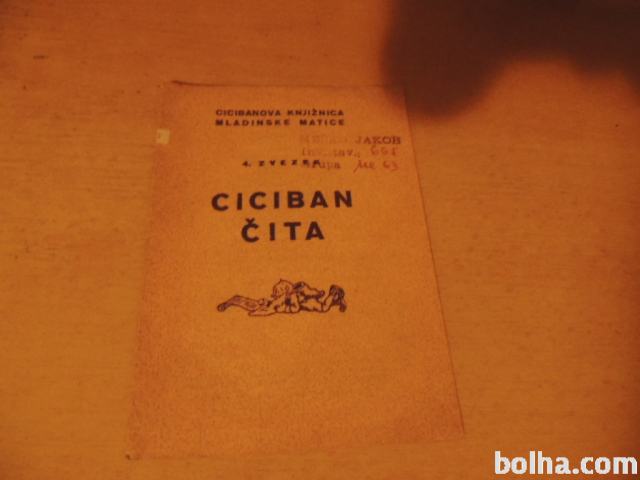 CICIBANOVA KNJIŽNICA
MLADINSKE MATICE
JAKOB
4. ZVEZEK
CICIBAN
ČITA
bolha.com!